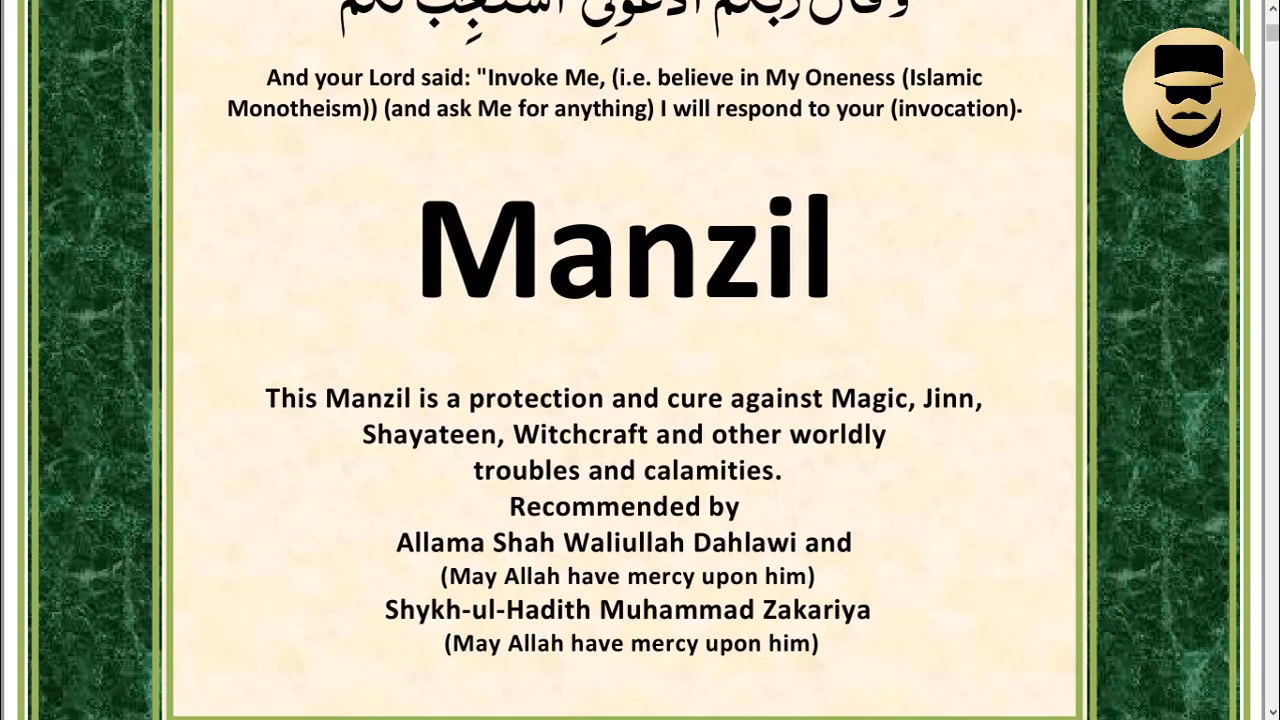 وَقَالَ رَبُّكُمُ ادْعُونِي أَسْتَجِبْ لَكُمْ
And your Lord said: "Invoke Me, (i.e. believe in My Oneness (Islamic
Monotheism)) (and ask Me for anything) I will respond to your (invocation).
Manzil
This Manzil is a protection and cure against Magic, Jinn,
Shayateen, Witchcraft and other worldly
troubles and calamities.
Recommended by
Allama Shah Waliullah Dahlawi and
(May Allah have mercy upon him)
Shykh-ul-Hadith Muhammad Zakariya
(May Allah have mercy upon him)